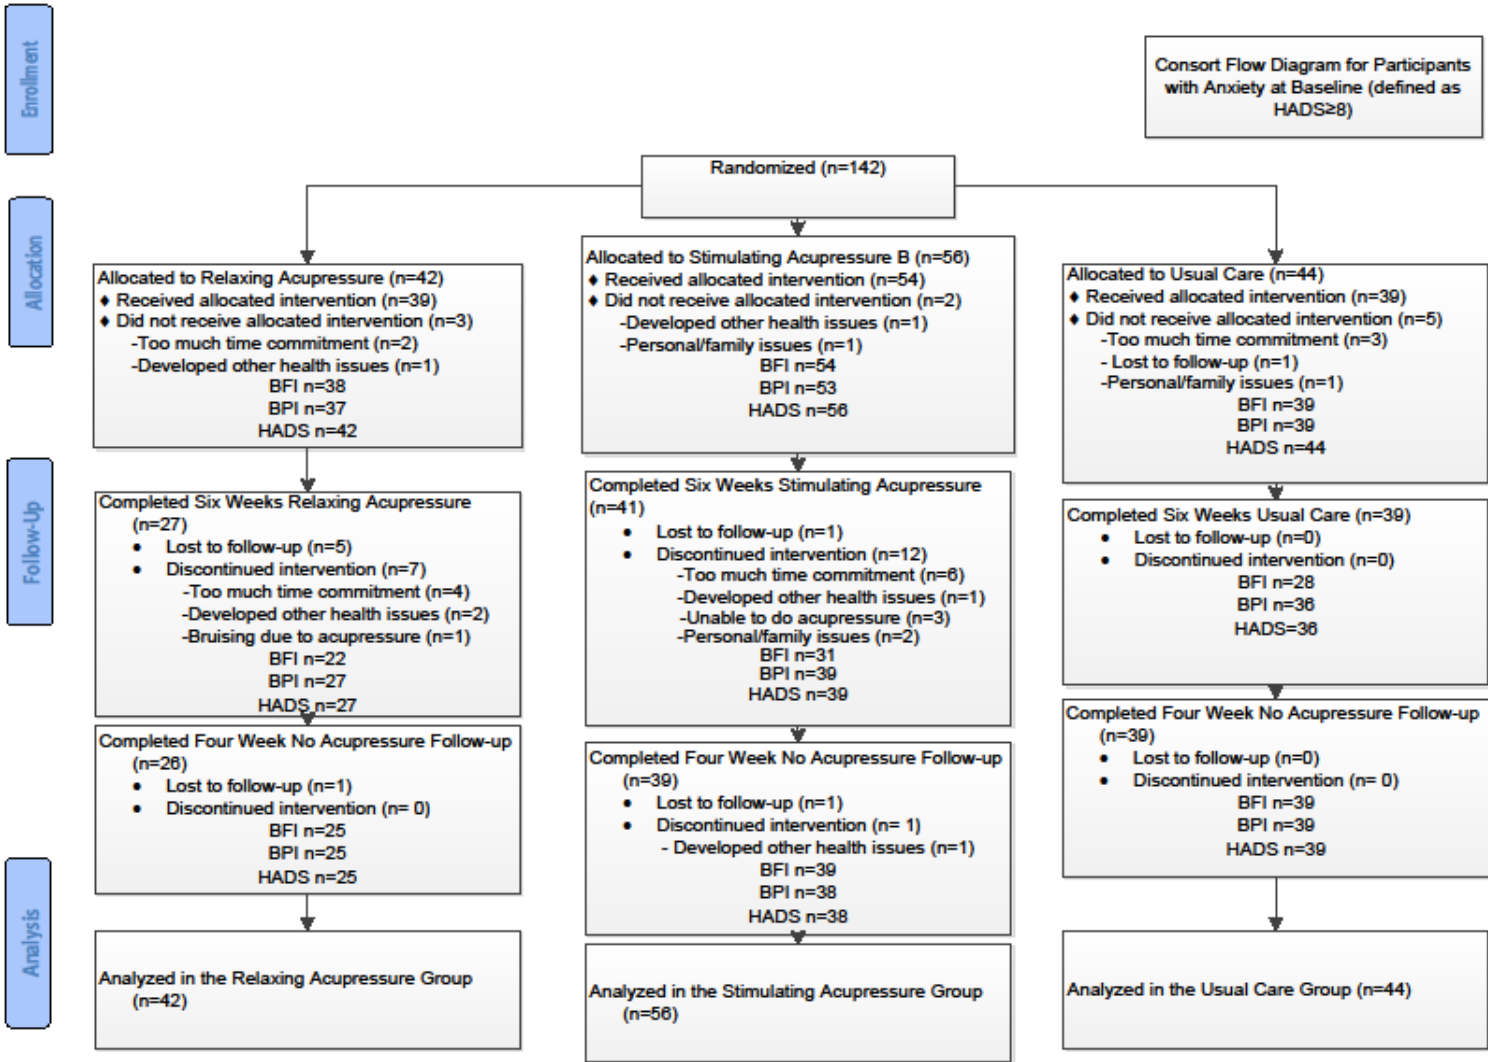 Enrollment
Consort Flow Diagram for Participants
with Anxiety at Baseline (defined as
HADS≥8)
Randomized (n=142)
Allocation
Allocated to Relaxing Acupressure (n=42)
♦ Received allocated intervention (n=39)
♦ Did not receive allocated intervention (n=3)
-Too much time commitment (n=2)
-Developed other health issues (n=1)
BFI n=38
BPI n=37
HADS n=42
Allocated to Stimulating Acupressure B (n=56)
♦ Received allocated intervention (n=54)
♦ Did not receive allocated intervention (n=2)
-Developed other health issues (n=1)
-Personal/family issues (n=1)
BFI n=54
BPI n=53
HADS n=56
Allocated to Usual Care (n=44)
♦ Received allocated intervention (n=39)
♦ Did not receive allocated intervention (n=5)
-Too much time commitment (n=3)
- Lost to follow-up (n=1)
-Personal/family issues (n=1)
BFI n=39
BPI n=39
HADS n=44
Follow-Up
Completed Six Weeks Relaxing Acupressure
(n=27)
• Lost to follow-up (n=5)
• Discontinued intervention (n=7)
-Too much time commitment (n=4)
-Developed other health issues (n=2)
-Bruising due to acupressure (n=1)
BFI n=22
BPI n=27
HADS n=27
Completed Six Weeks Stimulating Acupressure
(n=41)
• Lost to follow-up (n=1)
• Discontinued intervention (n=12)
-Too much time commitment (n=6)
-Developed other health issues (n=1)
-Unable to do acupressure (n=3)
-Personal/family issues (n=2)
BFI n=31
BPI n=39
HADS n=39
Completed Six Weeks Usual Care (n=39)
• Lost to follow-up (n=0)
• Discontinued intervention (n=0)
BFI n=28
BPI n=36
HADS=36
Completed Four Week No Acupressure Follow-up
(n=26)
• Lost to follow-up (n=1)
• Discontinued intervention (n= 0)
BFI n=25
BPI n=25
HADS n=25
Completed Four Week No Acupressure Follow-up
(n=39)
• Lost to follow-up (n=1)
• Discontinued intervention (n= 1)
- Developed other health issues (n=1)
BFI n=39
BPI n=38
HADS n=38
Completed Four Week No Acupressure Follow-up
(n=39)
• Lost to follow-up (n=0)
• Discontinued intervention (n= 0)
BFI n=39
BPI n=39
HADS n=39
Analysis
Analyzed in the Relaxing Acupressure Group
(n=42)
Analyzed in the Stimulating Acupressure Group
(n=56)
Analyzed in the Usual Care Group (n=44)